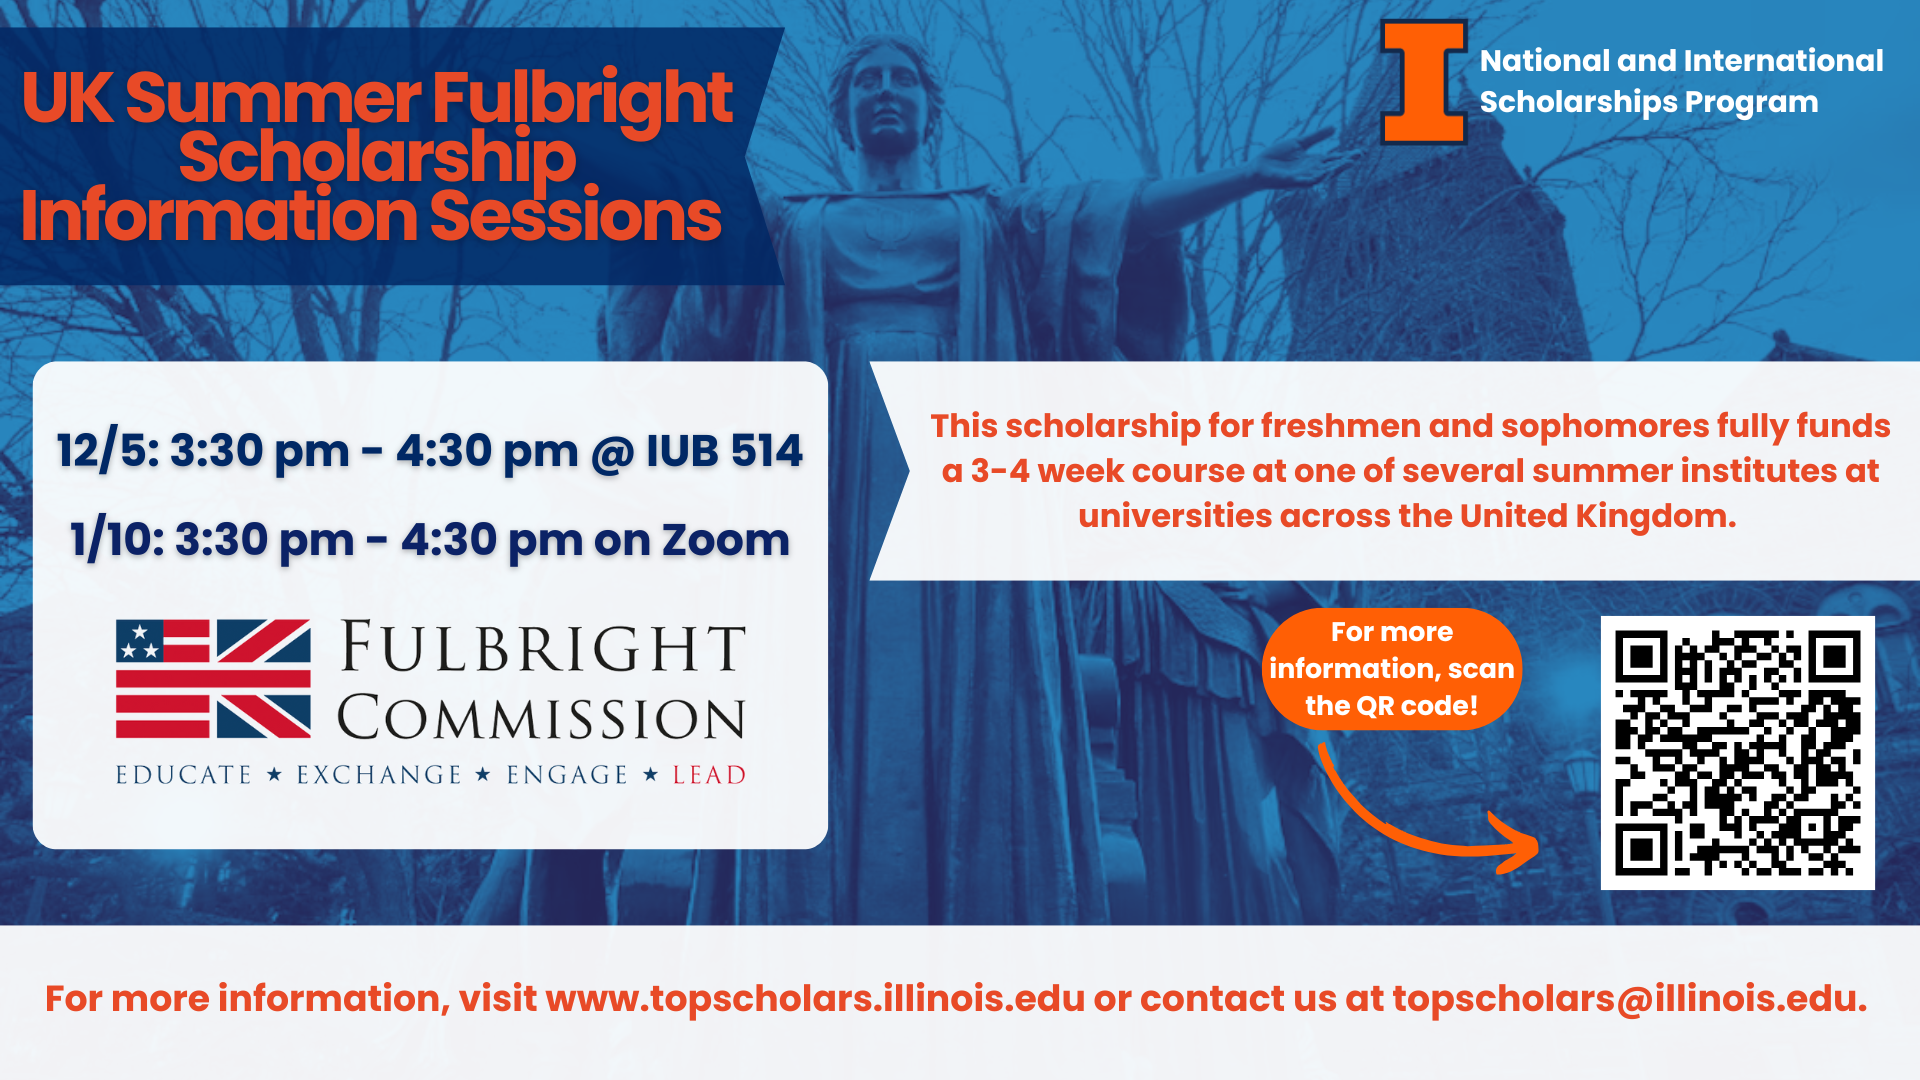 UK Summer Fulbright
Scholarship
Information Sessions
I
National and International
Scholarships Program
12/5: 3:30 pm - 4:30 pm @ IUB 514
1/10: 3:30 pm - 4:30 pm on Zoom
FULBRIGHT
COMMISSION
EDUCATE ★ EXCHANGE ★ ENGAGE ★ LEAD
This scholarship for freshmen and sophomores fully funds
a 3-4 week course at one of several summer institutes at
universities across the United Kingdom.
For more
information, scan
the QR code!
For more information, visit www.topscholars.illinois.edu or contact us at topscholars@illinois.edu.